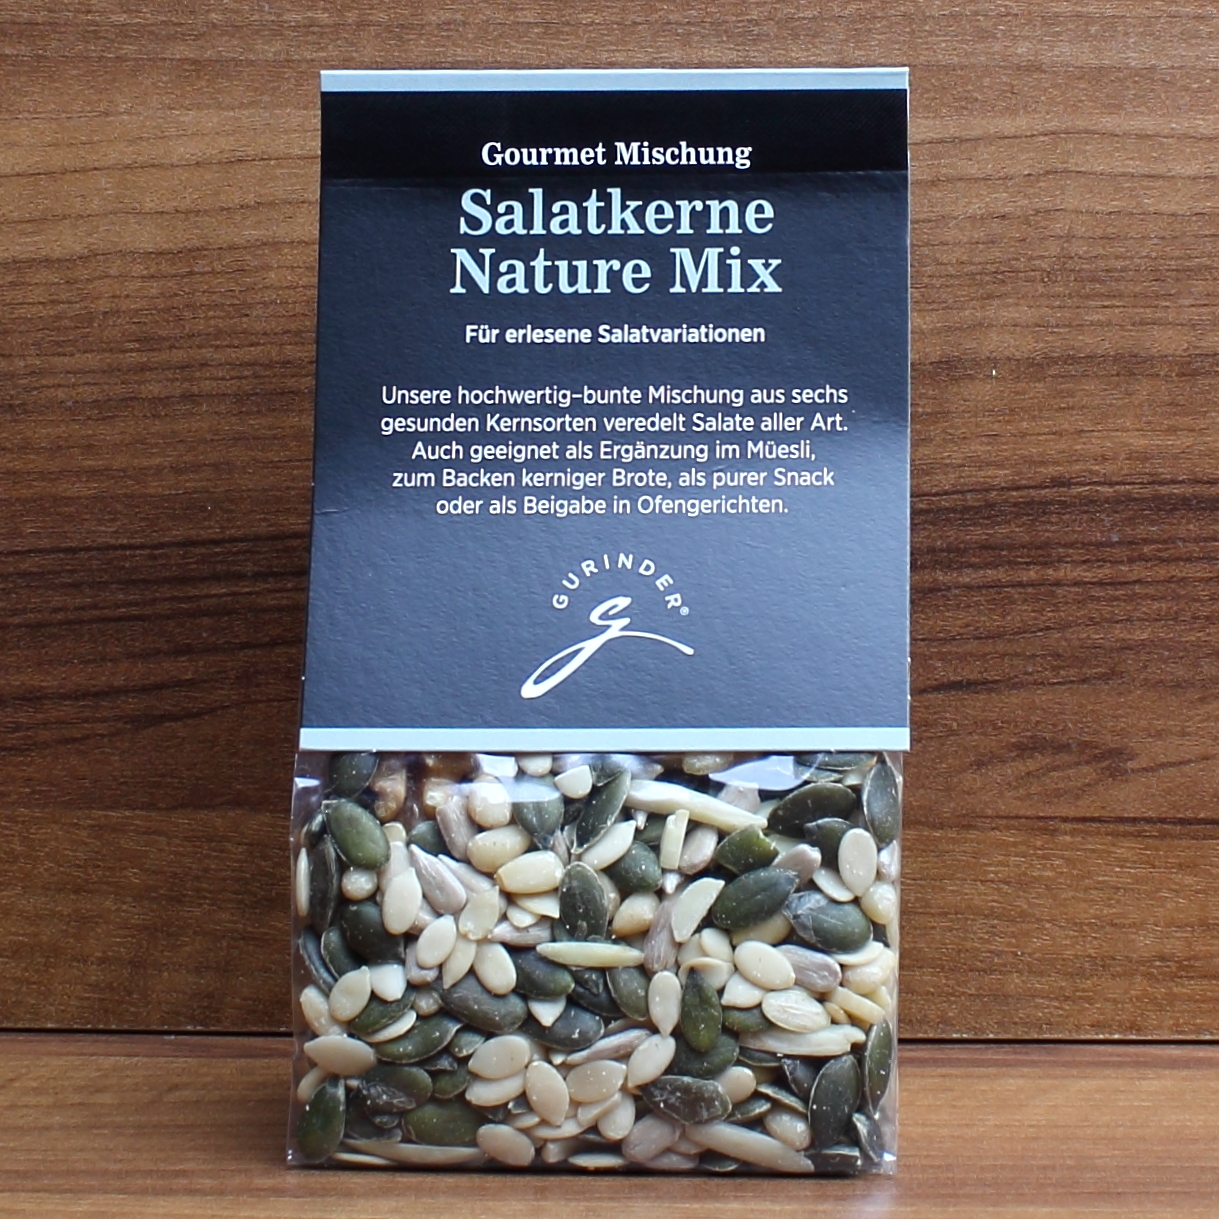 Gourmet Mischung
Salatkerne
Nature Mix
Für erlesene Salatvariationen
Unsere hochwertig-bunte Mischung aus sechs
gesunden Kernsorten veredelt Salate aller Art.
Auch geeignet als Ergänzung im Müesli,
zum Backen kerniger Brote, als purer Snack
oder als Beigabe in Ofengerichten.
GURINDER®
g